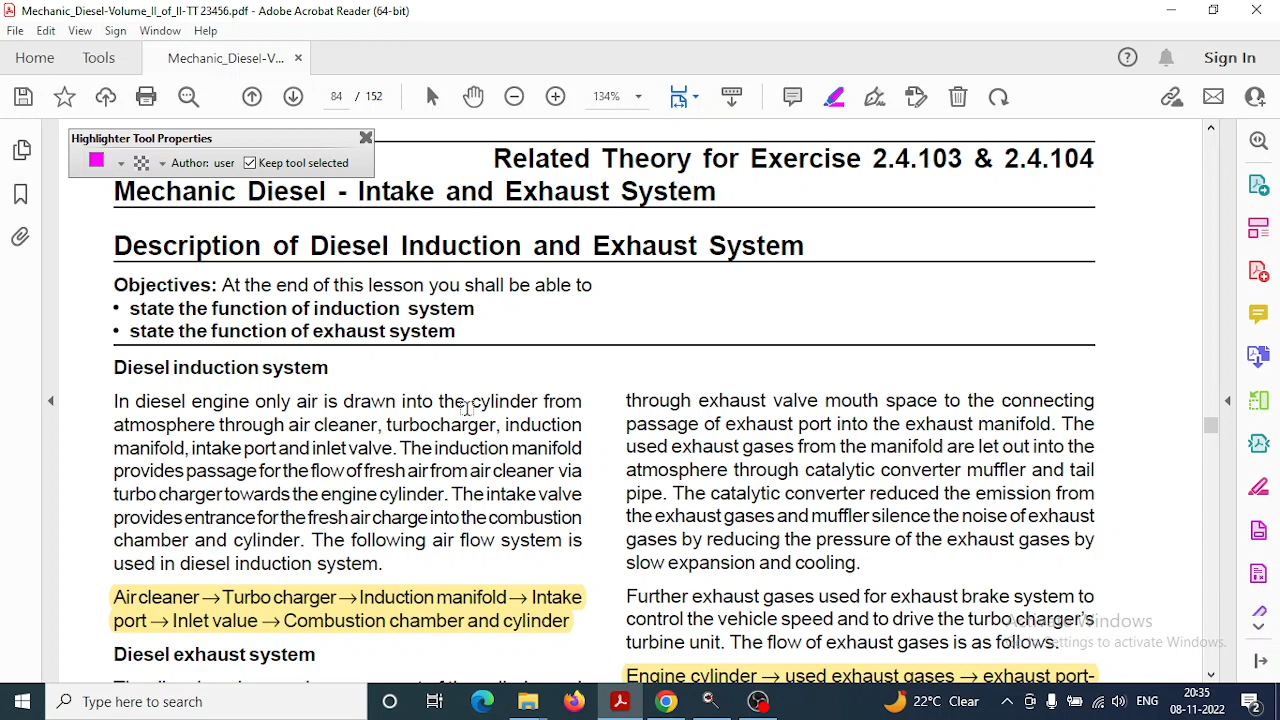 Mechanic_Diesel-Volume_II_of_II-TT23456.pdf - Adobe Acrobat Reader (64-bit)
File Edit View Sign Window Help
Home Tools Mechanic_Diesel-V... Sign In
84 / 152 134%
Highlighter Tool Properties
Author: user Keep tool selected
Related Theory for Exercise 2.4.103 & 2.4.104
Mechanic Diesel - Intake and Exhaust System
Description of Diesel Induction and Exhaust System
Objectives: At the end of this lesson you shall be able to
• state the function of induction system
• state the function of exhaust system
Diesel induction system
In diesel engine only air is drawn into the cylinder from
atmosphere through air cleaner, turbocharger, induction
manifold, intake port and inlet valve. The induction manifold
provides passage for the flow of fresh air from air cleaner via
turbo charger towards the engine cylinder. The intake valve
provides entrance for the fresh air charge into the combustion
chamber and cylinder. The following air flow system is
used in diesel induction system.
Air cleaner → Turbo charger → Induction manifold → Intake
port → Inlet value → Combustion chamber and cylinder
Diesel exhaust system
through exhaust valve mouth space to the connecting
passage of exhaust port into the exhaust manifold. The
used exhaust gases from the manifold are let out into the
atmosphere through catalytic converter muffler and tail
pipe. The catalytic converter reduced the emission from
the exhaust gases and muffler silence the noise of exhaust
gases by reducing the pressure of the exhaust gases by
slow expansion and cooling.
Further exhaust gases used for exhaust brake system to
control the vehicle speed and to drive the turbo charger's
turbine unit. The flow of exhaust gases is as follows.
Engine cylinder → used exhaust gases → exhaust port-
Activate Windows
Go to Settings to activate Windows.
Type here to search
22°C Clear
ENG
20:35
08-11-2022
2